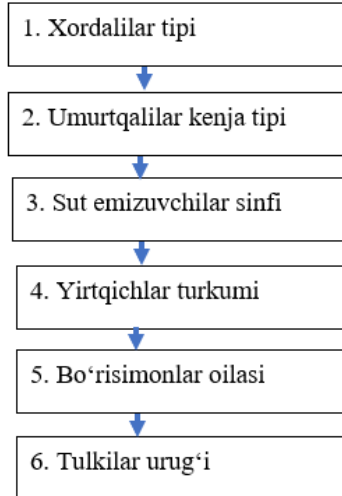 1. Xordalilar tipi
2. Umurtqalilar kenja tipi
3. Sut emizuvchilar sinfi
4. Yirtqichlar turkumi
5. Bo‘risimonlar oilasi
6. Tulkilar urug‘i